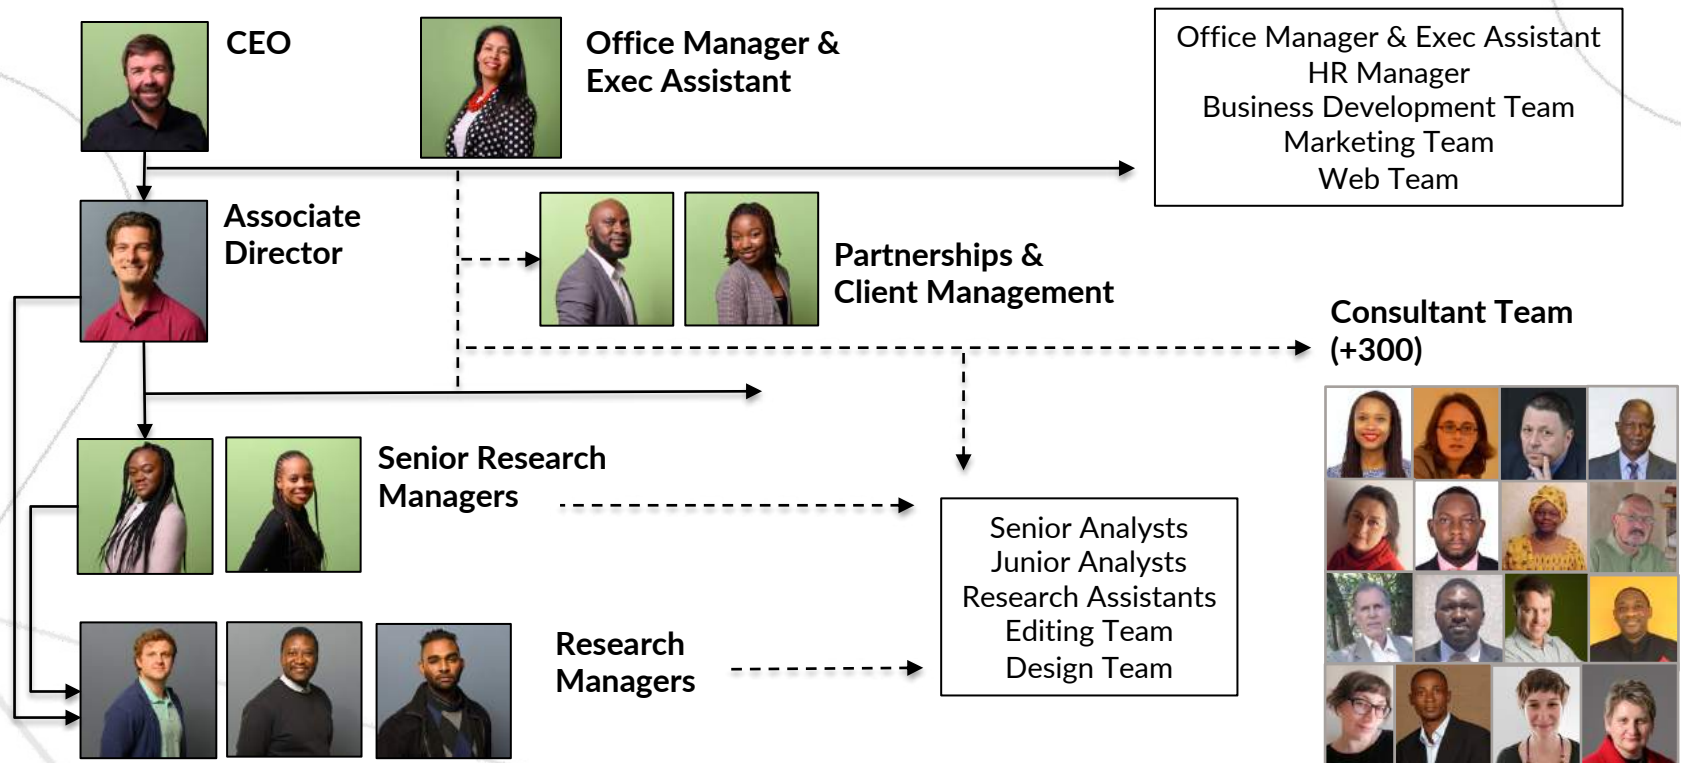 CEO
Office Manager &
Exec Assistant
Office Manager & Exec Assistant
HR Manager
Business Development Team
Marketing Team
Web Team
Associate
Director
Partnerships &
Client Management
Consultant Team
(+300)
Senior Research
Managers
Senior Analysts
Junior Analysts
Research Assistants
Editing Team
Design Team
Research
Managers